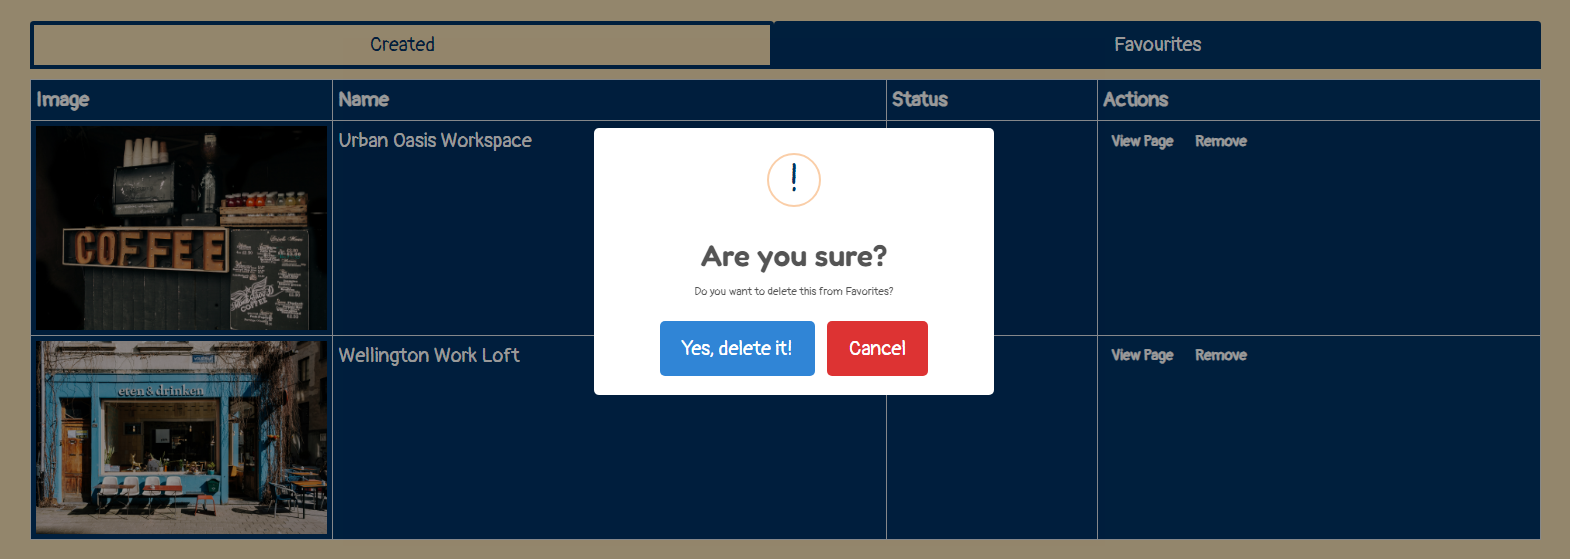 Created
Favourites
Image
Name
Status
Actions
Urban Oasis Workspace
View Page
Remove
COFFEE
!
Are you sure?
Do you want to delete this from Favorites?
Yes, delete it!
Cancel
Wellington Work Loft
View Page
Remove
eten & drinken